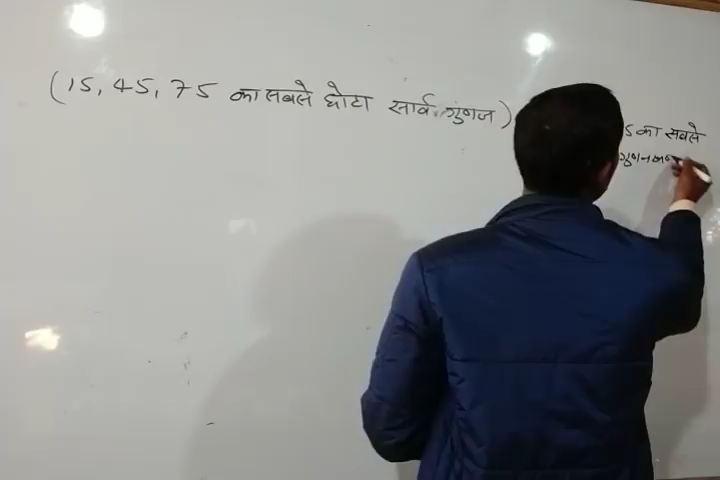 (15, 45, 75 का सबसे छोटा सार्व गुणज)
5 का सबसे